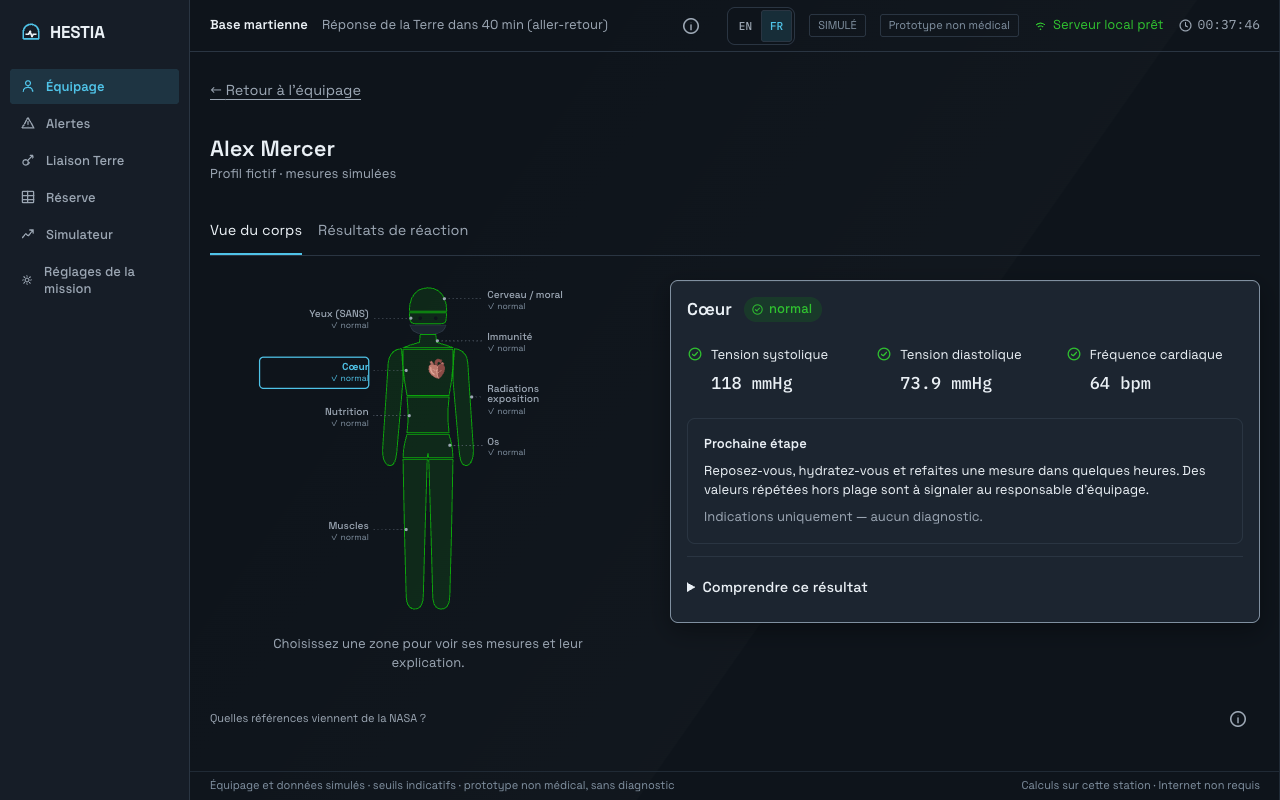 HESTIA
Équipage
Alertes
Liaison Terre
Réserve
Simulateur
Réglages de la
mission
Base martienne Réponse de la Terre dans 40 min (aller-retour)
EN FR SIMULÉ Prototype non médical Serveur local prêt 00:37:46
← Retour à l'équipage
Alex Mercer
Profil fictif · mesures simulées
Vue du corps Résultats de réaction
Cerveau / moral
✓ normal
Yeux (SANS)
✓ normal
Immunité
✓ normal
Cœur
✓ normal
Radiations
exposition
✓ normal
Nutrition
✓ normal
Os
✓ normal
Muscles
✓ normal
Choisissez une zone pour voir ses mesures et leur
explication.
Cœur normal
Tension systolique Tension diastolique Fréquence cardiaque
118 mmHg 73.9 mmHg 64 bpm
Prochaine étape
Reposez-vous, hydratez-vous et refaites une mesure dans quelques heures. Des
valeurs répétées hors plage sont à signaler au responsable d'équipage.
Indications uniquement — aucun diagnostic.
▶ Comprendre ce résultat
Quelles références viennent de la NASA ?
Équipage et données simulés · seuils indicatifs · prototype non médical, sans diagnostic
Calculs sur cette station · Internet non requis